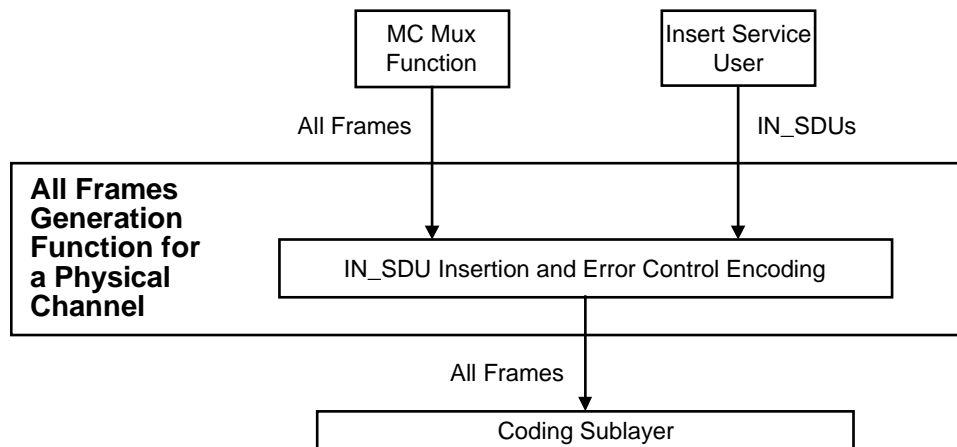 MC Mux
Function
Insert Service
User
All Frames
IN_SDUs
All Frames
Generation
Function for
a Physical
Channel
IN_SDU Insertion and Error Control Encoding
All Frames
Coding Sublayer